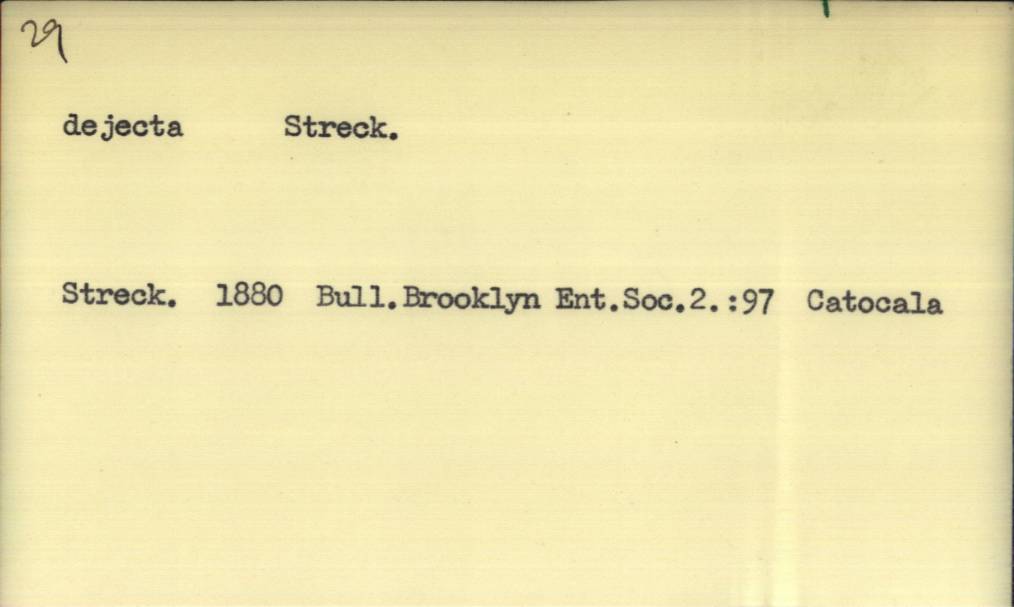 29
dejecta Streck.
Streck. 1880 Bull.Brooklyn Ent.Soc.2.:97 Catocala